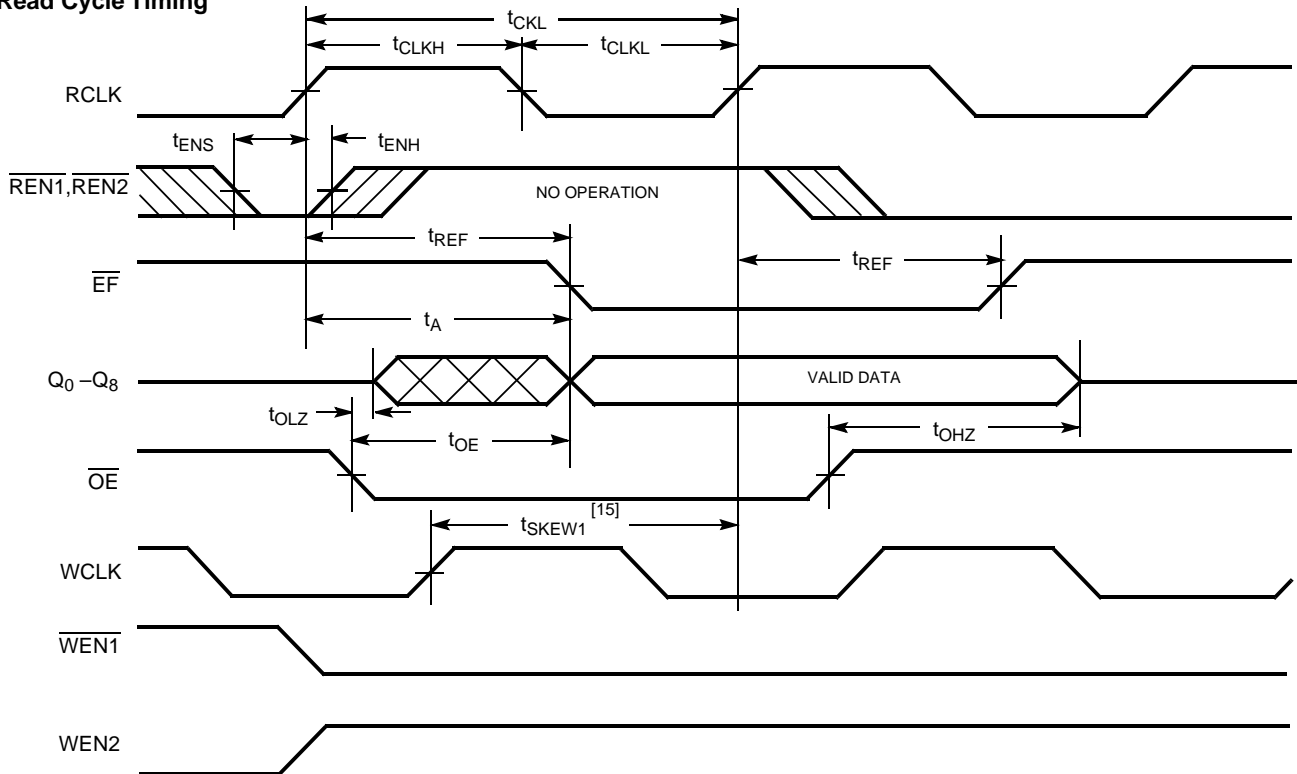 Read Cycle Timing
tCKL
tCLKH
tCLKL
RCLK
tENS
tENH
REN1,REN2
NO OPERATION
tREF
tREF
EF
tA
Q0 –Q8
VALID DATA
tOLZ
tOE
tOHZ
OE
tSKEW1 [15]
WCLK
WEN1
WEN2